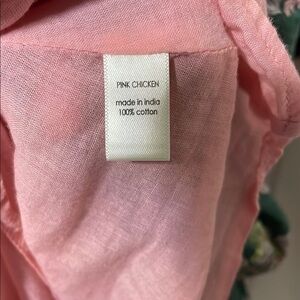 PINK CHICKEN
made in india
100% cotton